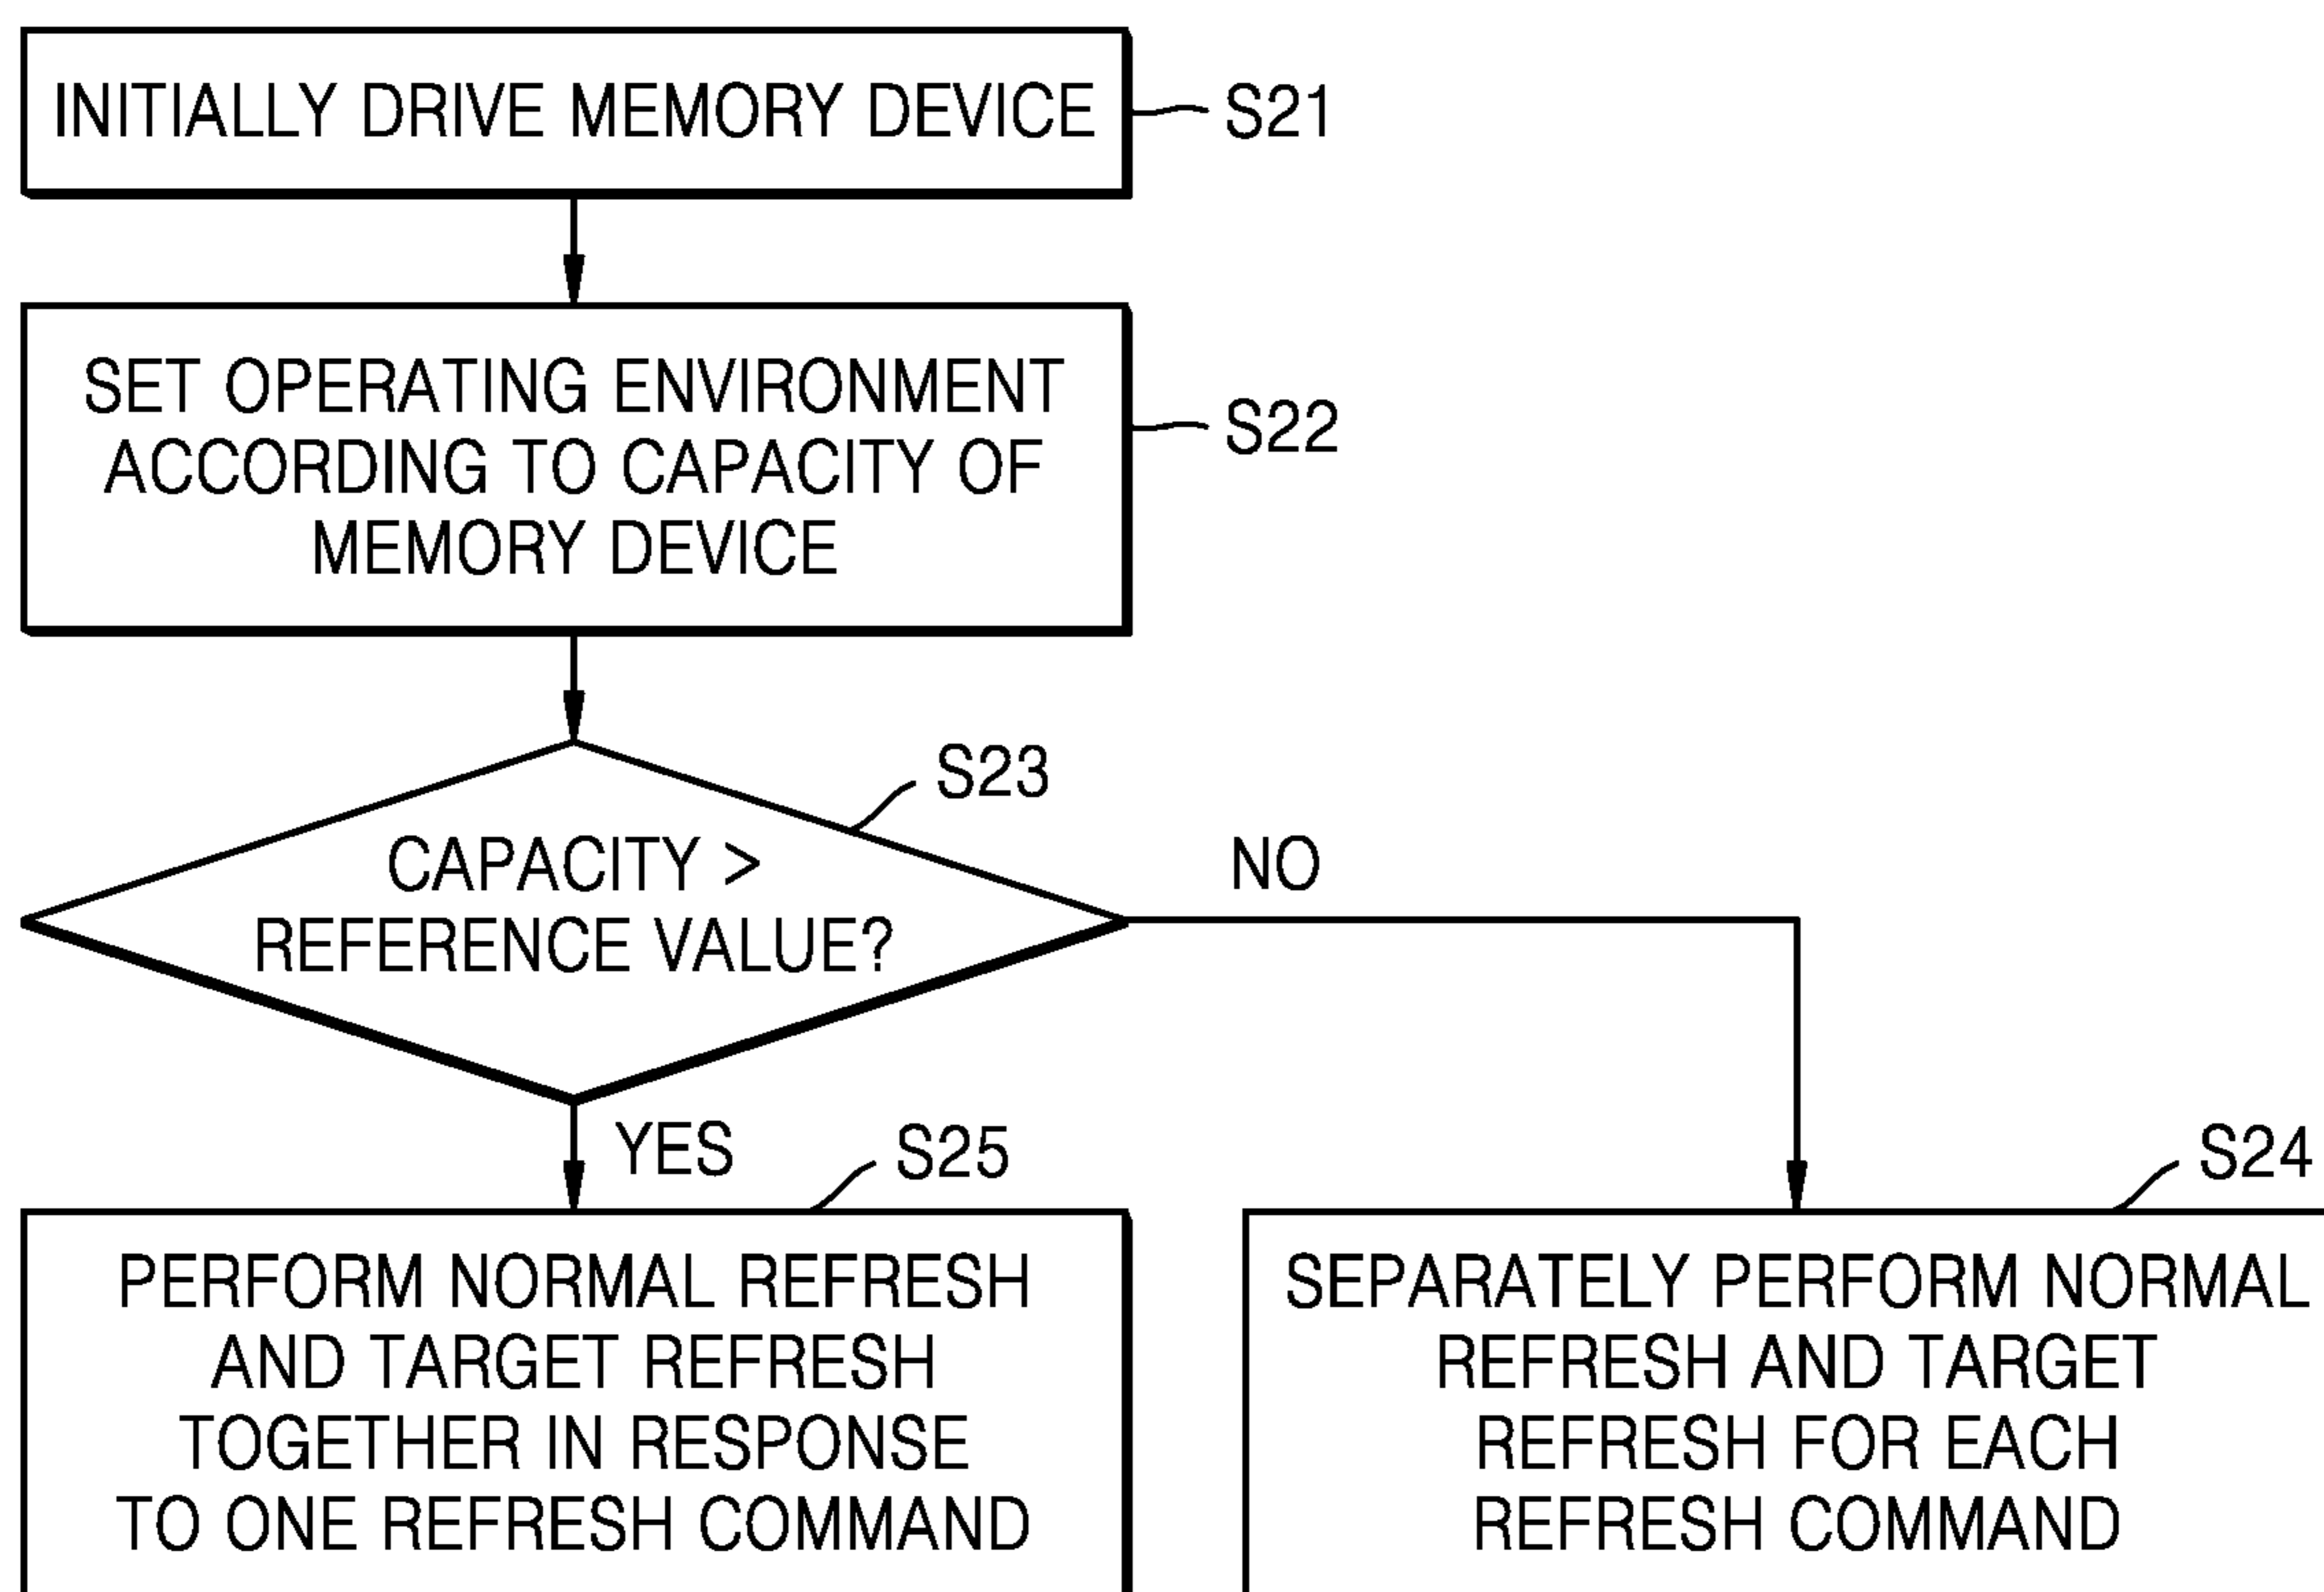 INITIALLY DRIVE MEMORY DEVICE
S21
SET OPERATING ENVIRONMENT
ACCORDING TO CAPACITY OF
MEMORY DEVICE
S22
S23
CAPACITY >
REFERENCE VALUE?
NO
YES
S25
PERFORM NORMAL REFRESH
AND TARGET REFRESH
TOGETHER IN RESPONSE
TO ONE REFRESH COMMAND
S24
SEPARATELY PERFORM NORMAL
REFRESH AND TARGET
REFRESH FOR EACH
REFRESH COMMAND